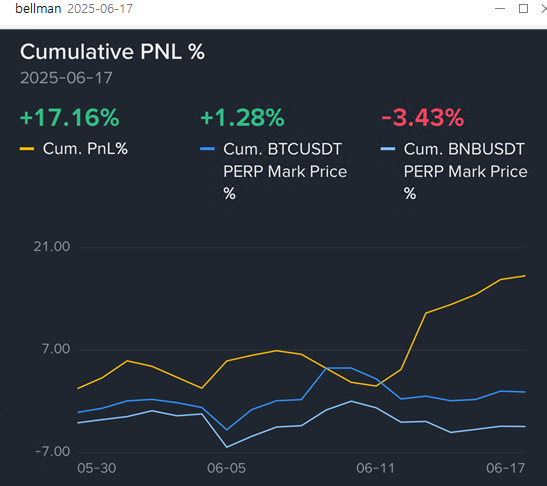 bellman 2025-06-17
Cumulative PNL %
2025-06-17
+17.16%
Cum. PnL%
+1.28%
Cum. BTCUSDT
PERP Mark Price
%
-3.43%
Cum. BNBUSDT
PERP Mark Price
%
21.00
7.00
-7.00
05-30 06-05 06-11 06-17